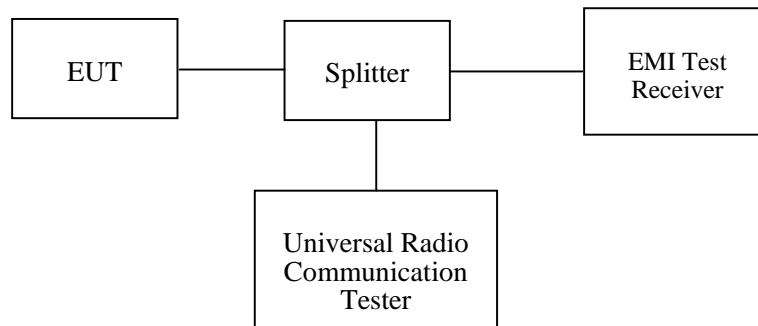 EUT
Splitter
EMI Test
Receiver
Universal Radio
Communication
Tester